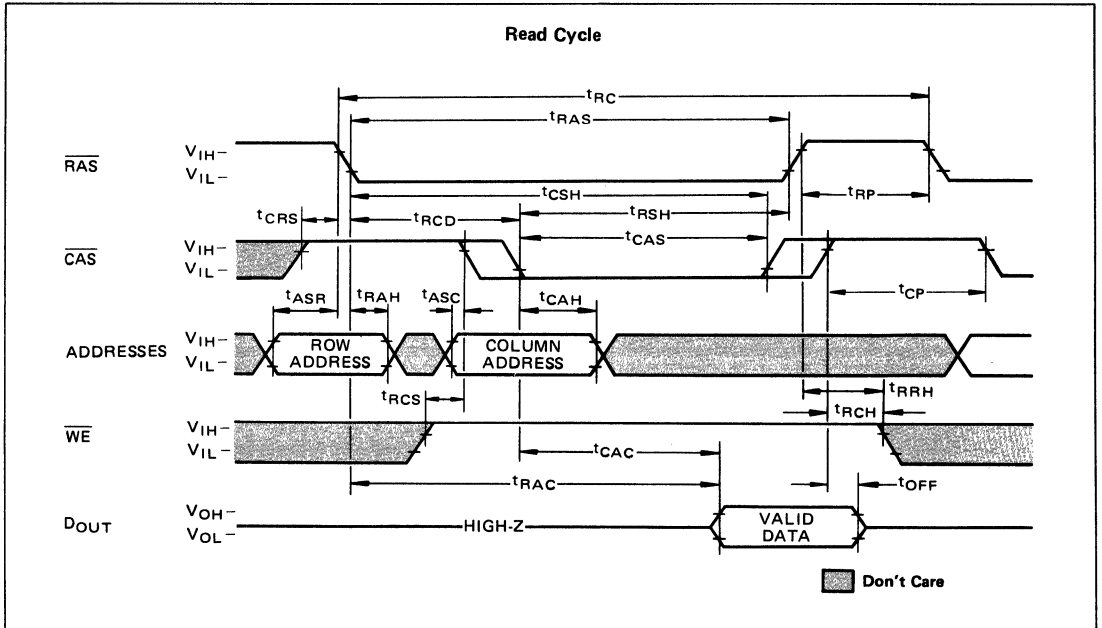 Read Cycle
tRC
tRAS
RAS
VIH
VIL
tCSH
tRP
tCRS
tRCD
tRSH
tCAS
CAS
VIH
VIL
tCP
tASR
tRAH
tASC
tCAH
ADDRESSES
VIH
VIL
ROW ADDRESS
COLUMN ADDRESS
tRRH
tRCS
tRCH
WE
VIH
VIL
tCAC
tRAC
tOFF
DOUT
VOH
VOL
HIGH-Z
VALID DATA
Don't Care